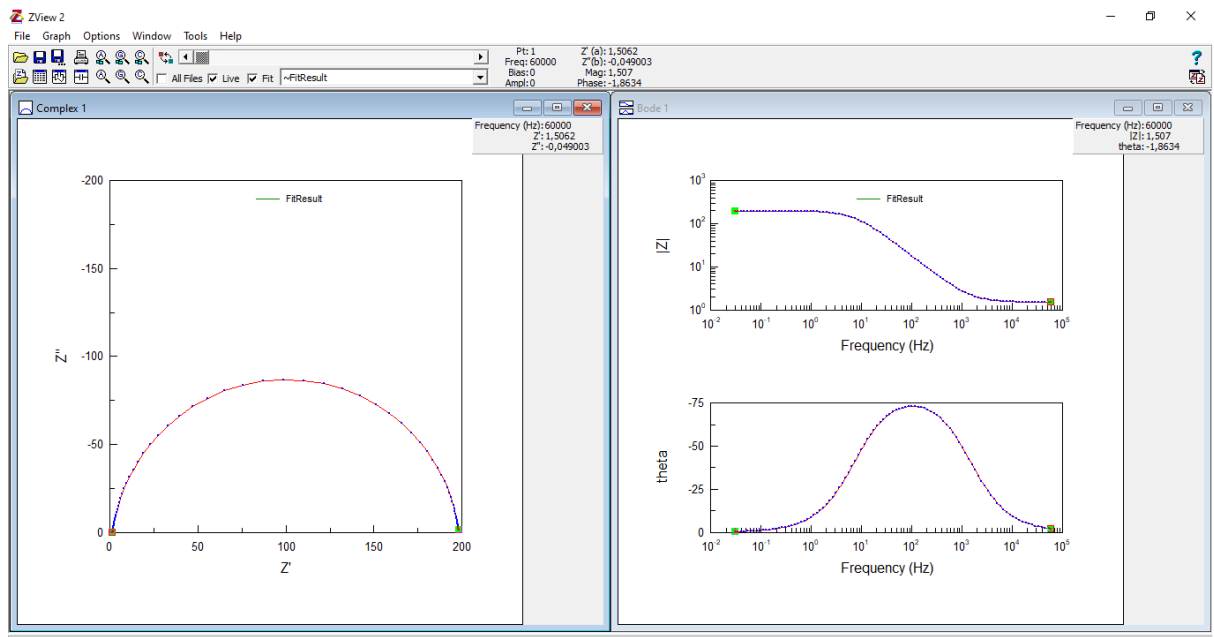 ZView 2
File Graph Options Window Tools Help
All Files Live Fit ~FitResult
Pt: 1
Freq: 60000
Bias: 0
Ampl: 0
Z' (a): 1,5062
Z''(b): -0,049003
Mag: 1,507
Phase: -1,8634
Complex 1
Frequency (Hz): 60000
Z': 1,5062
Z'': -0,049003
FitResult
-200
-150
-100
-50
0
Z''
0 50 100 150 200
Z'
Bode 1
Frequency (Hz): 60000
|Z|: 1,507
theta: -1,8634
FitResult
10³
10²
10¹
10⁰
|Z|
10⁻² 10⁻¹ 10⁰ 10¹ 10² 10³ 10⁴ 10⁵
Frequency (Hz)
-75
-50
-25
0
theta
10⁻² 10⁻¹ 10⁰ 10¹ 10² 10³ 10⁴ 10⁵
Frequency (Hz)